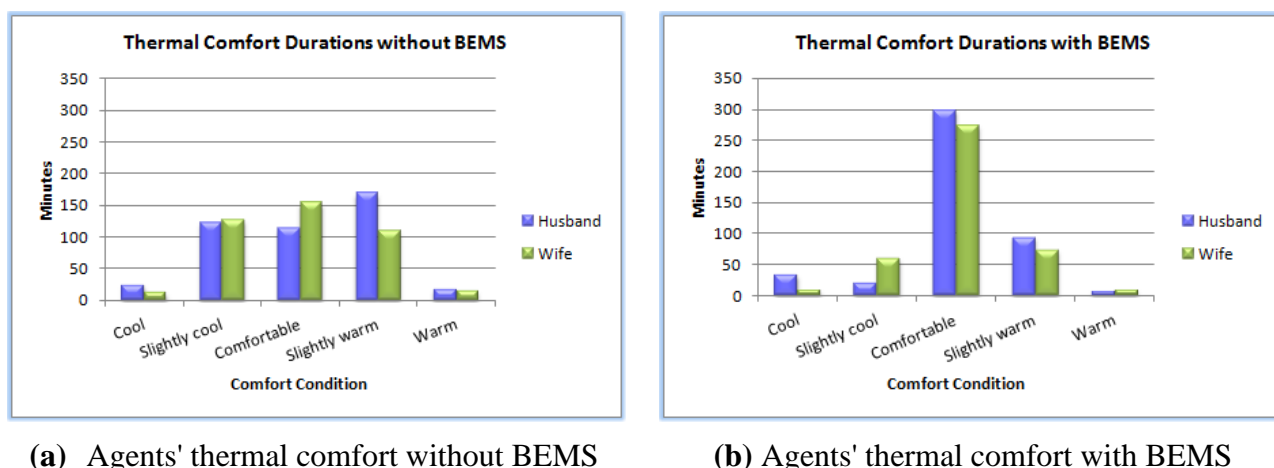 Thermal Comfort Durations without BEMS
350
300
250
200
150
100
50
0
Minutes
Cool
Slightly cool
Comfortable
Slightly warm
Warm
Comfort Condition
Husband
Wife
(a) Agents' thermal comfort without BEMS
Thermal Comfort Durations with BEMS
350
300
250
200
150
100
50
0
Minutes
Cool
Slightly cool
Comfortable
Slightly warm
Warm
Comfort Condition
Husband
Wife
(b) Agents' thermal comfort with BEMS